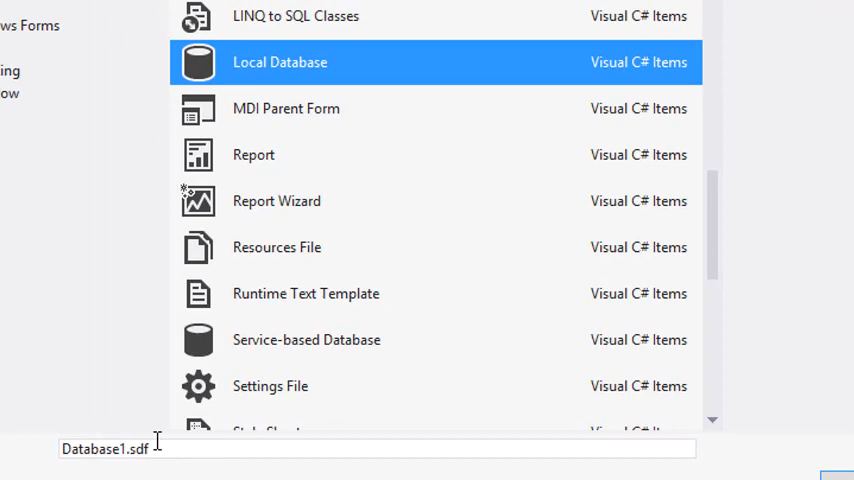 ws Forms
ing
ow
LINQ to SQL Classes Visual C# Items
Local Database Visual C# Items
MDI Parent Form Visual C# Items
Report Visual C# Items
Report Wizard Visual C# Items
Resources File Visual C# Items
Runtime Text Template Visual C# Items
Service-based Database Visual C# Items
Settings File Visual C# Items
Database1.sdf